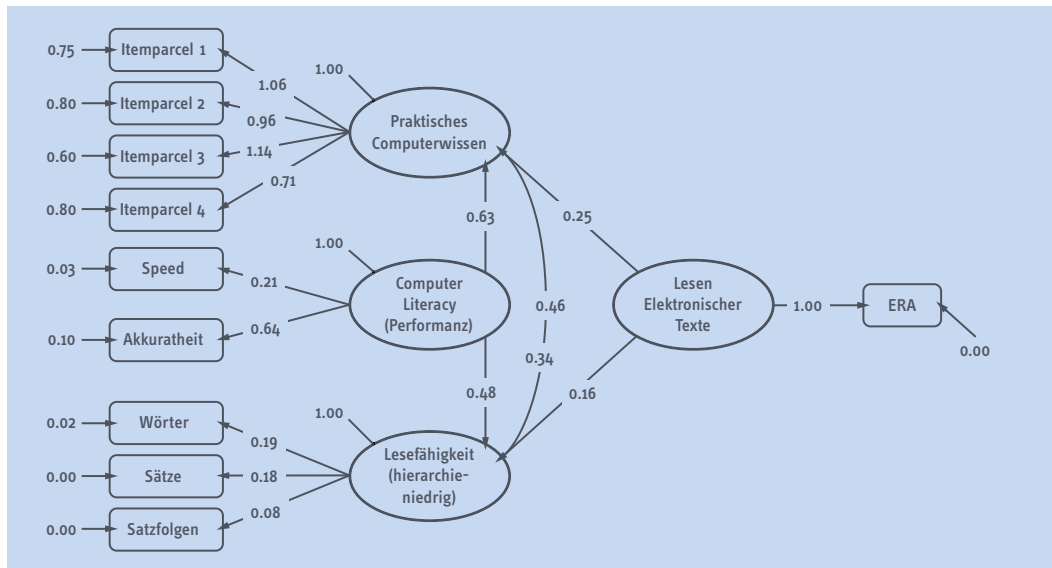 0.75
Itemparcel 1
1.06
1.00
0.80
Itemparcel 2
0.96
Praktisches
Computerwissen
0.60
Itemparcel 3
1.14
0.80
Itemparcel 4
0.71
0.63
0.25
0.03
Speed
0.21
1.00
Computer
Literacy
(Performanz)
0.64
0.10
Akkuratheit
0.46
0.34
Lesen
Elektronischer
Texte
1.00
ERA
0.00
0.48
0.16
0.02
Wörter
0.19
1.00
0.00
Sätze
0.18
Lesefähigkeit
(hierarchie-
niedrig)
0.00
Satzfolgen
0.08